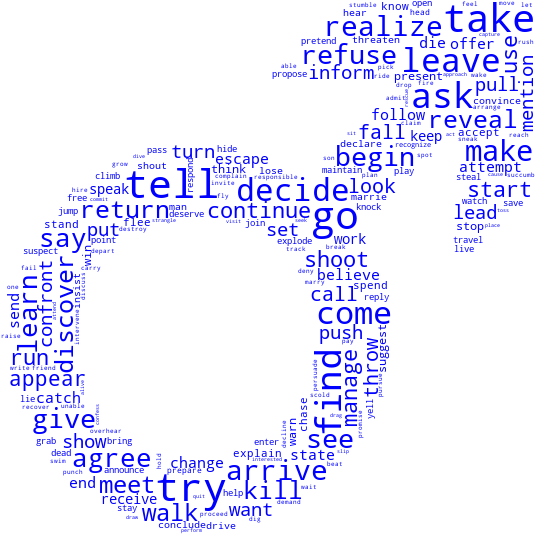 stumble know open feel move let
hear head take
realize rush
pretend threaten die offer capture
refuse leave use
able pick approach wake
propose inform ride present fire pull mention
drop convince
admit rescue ask arrange
follow claim reveal reach
sit fall keep act accept sneak
pass hide declare recognize make
dive turn escape son begin spot attempt
grow shout respond think lose maintain play steal cause succumb
climb complain responsible plan
hire speak tell invite decide look start
free commit fly marrie watch save
jump return man continue knock lead toss
deserve visit seek go
stand put strangle flee join set work stop place
destroy explode travel
say point break live
suspect win depart track shoot
fail carry deny believe
confront discuss marry call spend
one insist reply
send learn discover attend come
raise intervene push pay
run suggest
write friend find manage throw
appear persuade pursue
lie catch alive scold
recover unable chase yell
give confess drag promise
overhear warn see
grab show bring enter decline slip
dead agree hold explain state
swim change interested beat
punch announce prepare arrive
end meet try kill wait
receive quit help demand
stay walk proceed want
draw dig
conclude drive
perform